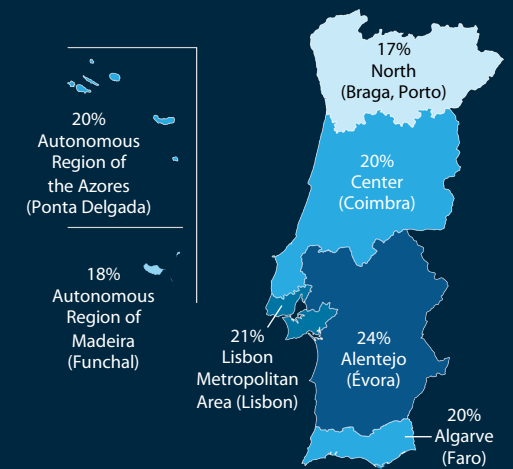 17%
North
(Braga, Porto)
20%
Autonomous
Region of
the Azores
(Ponta Delgada)
20%
Center
(Coimbra)
18%
Autonomous
Region of
Madeira
(Funchal)
21%
Lisbon
Metropolitan
Area (Lisbon)
24%
Alentejo
(Évora)
20%
Algarve
(Faro)